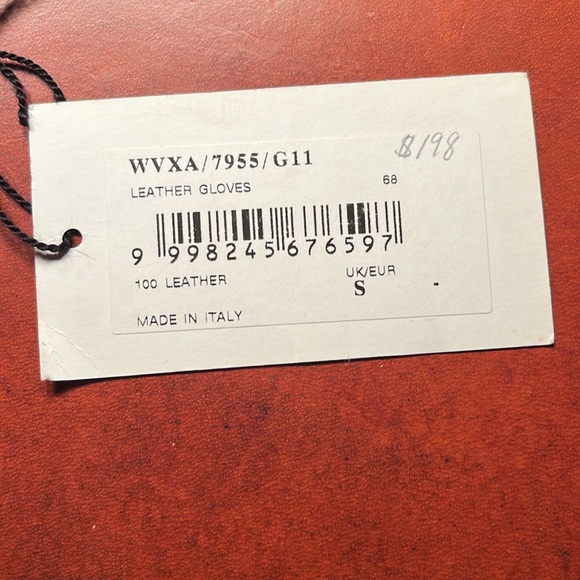 WVXA/7955/G11
$198
LEATHER GLOVES
68
9 998245 676597
100 LEATHER
UK/EUR
S -
MADE IN ITALY